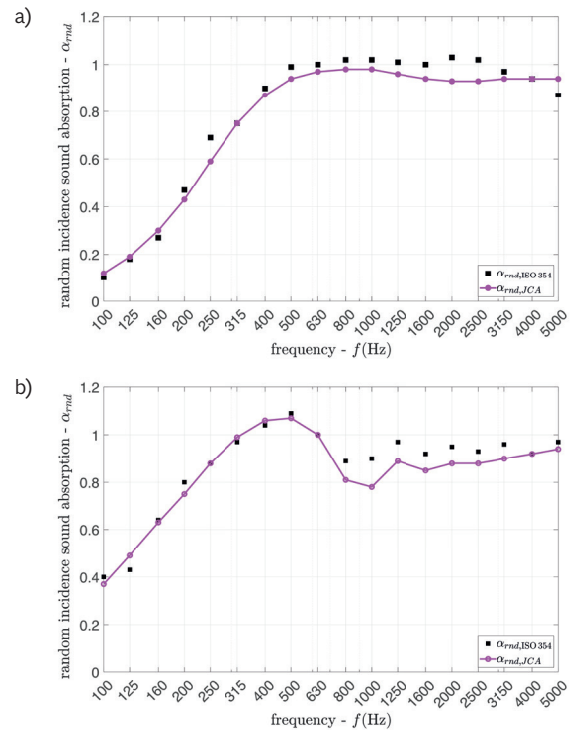 a)
random incidence sound absorption - αrnd
1.2
1
0.8
0.6
0.4
0.2
0
100 125 160 200 250 315 400 500 630 800 1000 1250 1600 2000 2500 3150 4000 5000
frequency - f(Hz)
αrnd,ISO 354
αrnd,JCA
b)
random incidence sound absorption - αrnd
1.2
1
0.8
0.6
0.4
0.2
0
100 125 160 200 250 315 400 500 630 800 1000 1250 1600 2000 2500 3150 4000 5000
frequency - f(Hz)
αrnd,ISO 354
αrnd,JCA